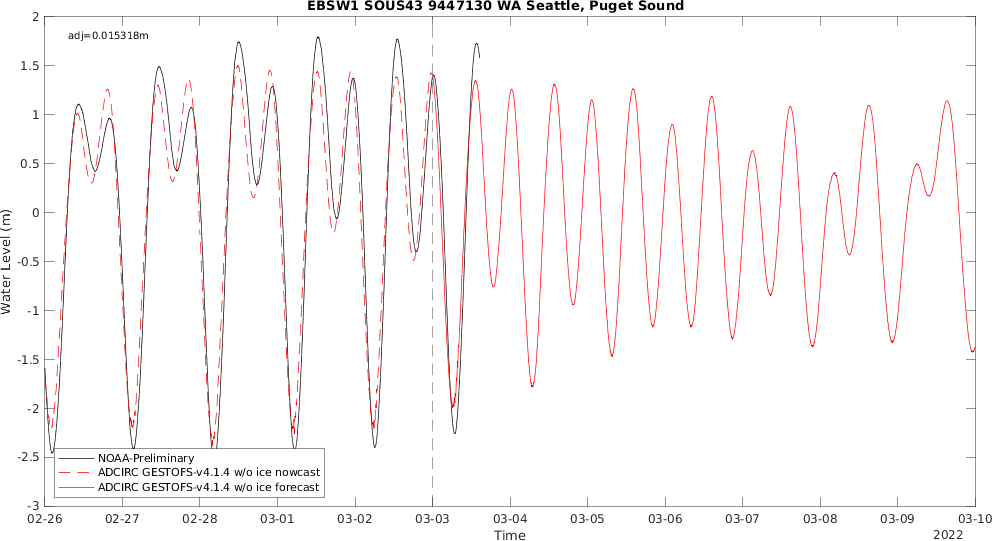 EBSW1 SOUS43 9447130 WA Seattle, Puget Sound
adj=0.015318m
Water Level (m)
2
1.5
1
0.5
0
-0.5
-1
-1.5
-2
-2.5
-3
NOAA-Preliminary
ADCIRC GESTOFS-v4.1.4 w/o ice nowcast
ADCIRC GESTOFS-v4.1.4 w/o ice forecast
02-26 02-27 02-28 03-01 03-02 03-03 03-04 03-05 03-06 03-07 03-08 03-09 03-10
Time
2022